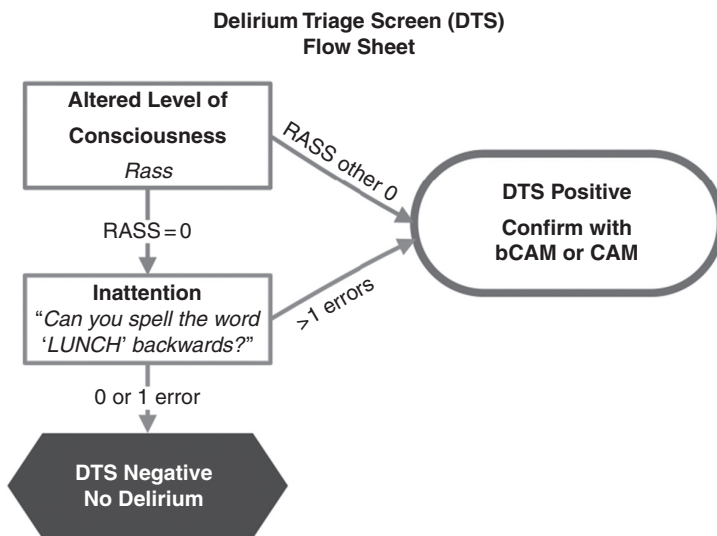 Delirium Triage Screen (DTS)
Flow Sheet
Altered Level of
Consciousness
Rass
RASS other 0
DTS Positive
Confirm with
bCAM or CAM
RASS = 0
Inattention
“Can you spell the word
‘LUNCH’ backwards?”
>1 errors
0 or 1 error
DTS Negative
No Delirium